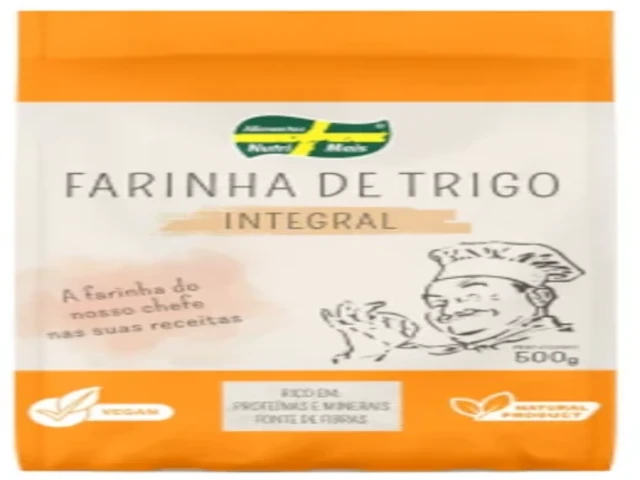 Alimentos
Nutri Mais
FARINHA DE TRIGO
INTEGRAL
A farinha do
nosso chefe
nas suas receitas
500g
VEGAN
RICO EM:
PROTEÍNAS E MINERAIS
FONTE DE FIBRAS
NATURAL
PRODUCT